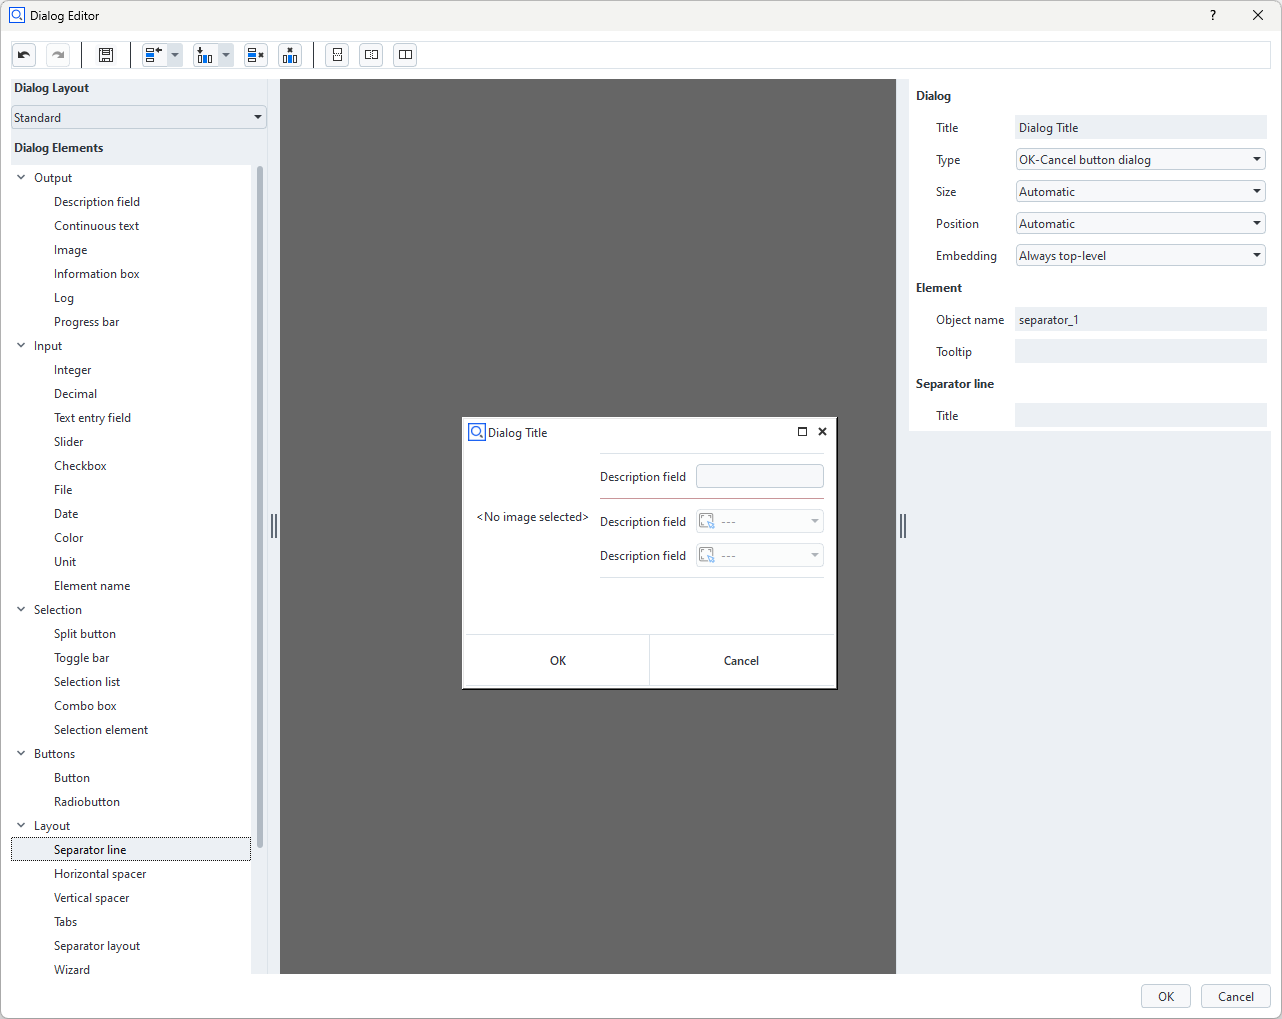 Dialog Editor
?
Dialog Layout
Standard
Dialog Elements
Output
Description field
Continuous text
Image
Information box
Log
Progress bar
Input
Integer
Decimal
Text entry field
Slider
Checkbox
File
Date
Color
Unit
Element name
Selection
Split button
Toggle bar
Selection list
Combo box
Selection element
Buttons
Button
Radiobutton
Layout
Separator line
Horizontal spacer
Vertical spacer
Tabs
Separator layout
Wizard
Dialog Title
Description field
<No image selected>
Description field ---
Description field ---
OK Cancel
Dialog
Title Dialog Title
Type OK-Cancel button dialog
Size Automatic
Position Automatic
Embedding Always top-level
Element
Object name separator_1
Tooltip
Separator line
Title
OK Cancel